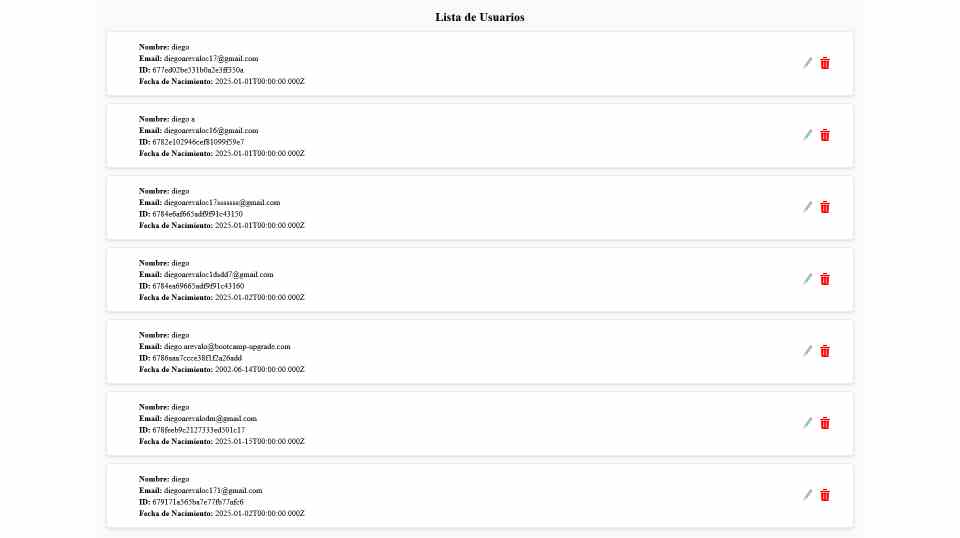 Lista de Usuarios
Nombre: diego
Email: diegoarevaloc17@gmail.com
ID: 677ed02be331b0a2e3ff350a
Fecha de Nacimiento: 2025-01-01T00:00:00.000Z
Nombre: diego a
Email: diegoarevaloc16@gmail.com
ID: 6782e102946cef81099f59e7
Fecha de Nacimiento: 2025-01-01T00:00:00.000Z
Nombre: diego
Email: diegoarevaloc17ssssss@gmail.com
ID: 6784e6af665adf9f91c43150
Fecha de Nacimiento: 2025-01-01T00:00:00.000Z
Nombre: diego
Email: diegoarevaloc1dsdd7@gmail.com
ID: 6784ea69665adf9f91c43160
Fecha de Nacimiento: 2025-01-02T00:00:00.000Z
Nombre: diego
Email: diego.arevalo@bootcamp-upgrade.com
ID:
Fecha de Nacimiento: 2002-06-14T00:00:00.000Z
Nombre: diego
Email: diegoarevalodm@gmail.com
ID: 678feeb9c2127333ed501c17
Fecha de Nacimiento: 2025-01-15T00:00:00.000Z
Nombre: diego
Email: diegoarevaloc171@gmail.com
ID: 679171a565ba7e77fb77afc6
Fecha de Nacimiento: 2025-01-02T00:00:00.000Z